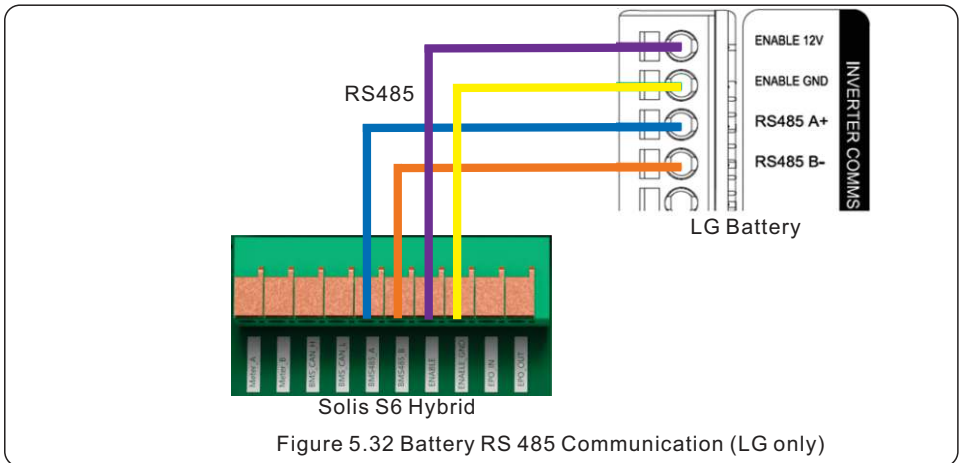 ENABLE 12V
ENABLE GND
RS485 A+
RS485 B-
INVERTER COMMS
RS485
LG Battery
Meter_A
Meter_B
BMS_CAN_H
BMS_CAN_L
BMS485_A
BMS485_B
ENABLE
ENAELE_GND
EPO_IN
EPO_OUT
Solis S6 Hybrid
Figure 5.32 Battery RS 485 Communication (LG only)